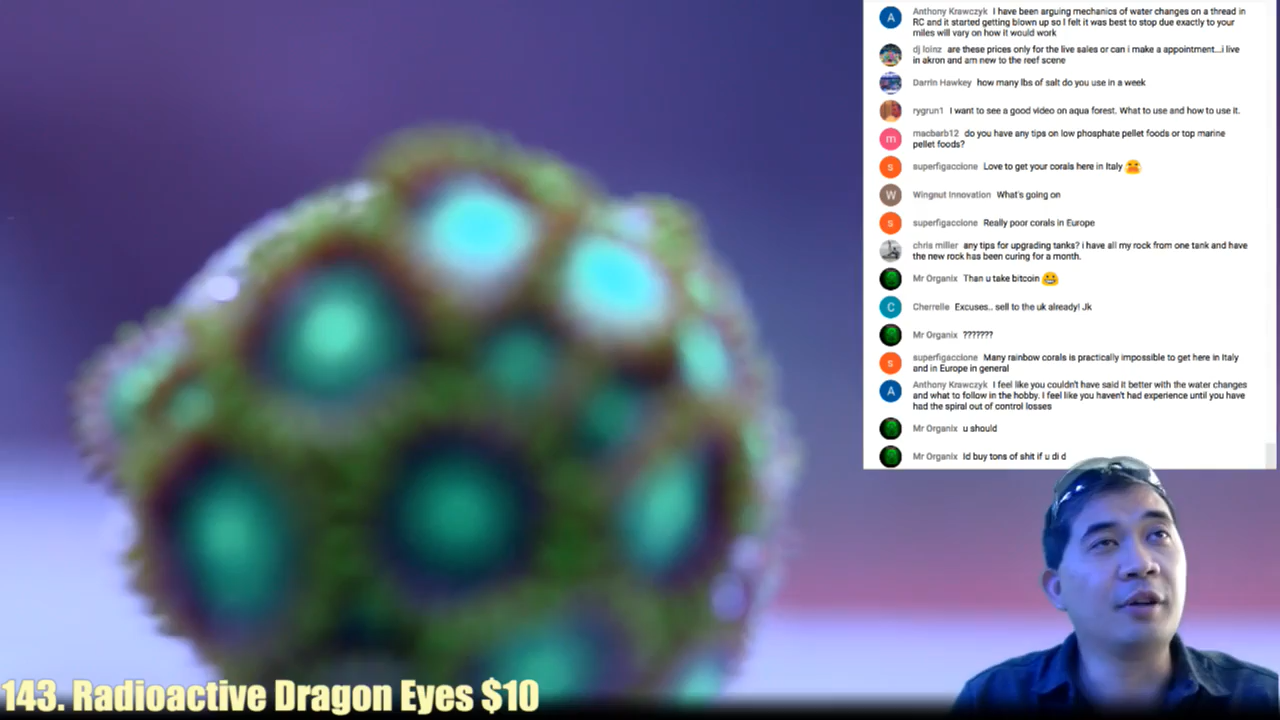 A Anthony Krawczyk I have been arguing mechanics of water changes on a thread in
RC and it started getting blown up so I felt it was best to stop due exactly to your
miles will vary on how it would work
dj loinz are these prices only for the live sales or can i make a appointment...i live
in akron and am new to the reef scene
Darrin Hawkey how many lbs of salt do you use in a week
rygrun1 I want to see a good video on aqua forest. What to use and how to use it.
m macbarb12 do you have any tips on low phosphate pellet foods or top marine
pellet foods?
s superfigaccione Love to get your corals here in Italy 😫
W Wingnut Innovation What's going on
s superfigaccione Really poor corals in Europe
chris miller any tips for upgrading tanks? i have all my rock from one tank and have
the new rock has been curing for a month.
Mr Organix Than u take bitcoin 😬
C Cherrelle Excuses.. sell to the uk already! Jk
Mr Organix ???????
s superfigaccione Many rainbow corals is practically impossible to get here in Italy
and in Europe in general
A Anthony Krawczyk I feel like you couldn't have said it better with the water changes
and what to follow in the hobby. I feel like you haven't had experience until you have
had the spiral out of control losses
Mr Organix u should
Mr Organix Id buy tons of shit if u di d
143. Radioactive Dragon Eyes $10